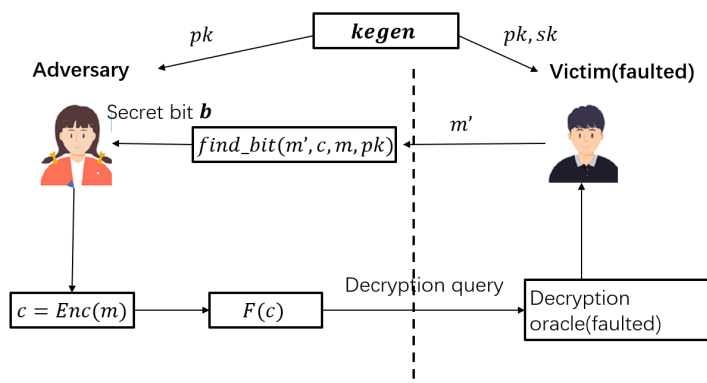 kegen
pk
pk, sk
Adversary
Victim(faulted)
Secret bit b
m'
find_bit(m', c, m, pk)
Decryption query
c = Enc(m)
F(c)
Decryption
oracle(faulted)